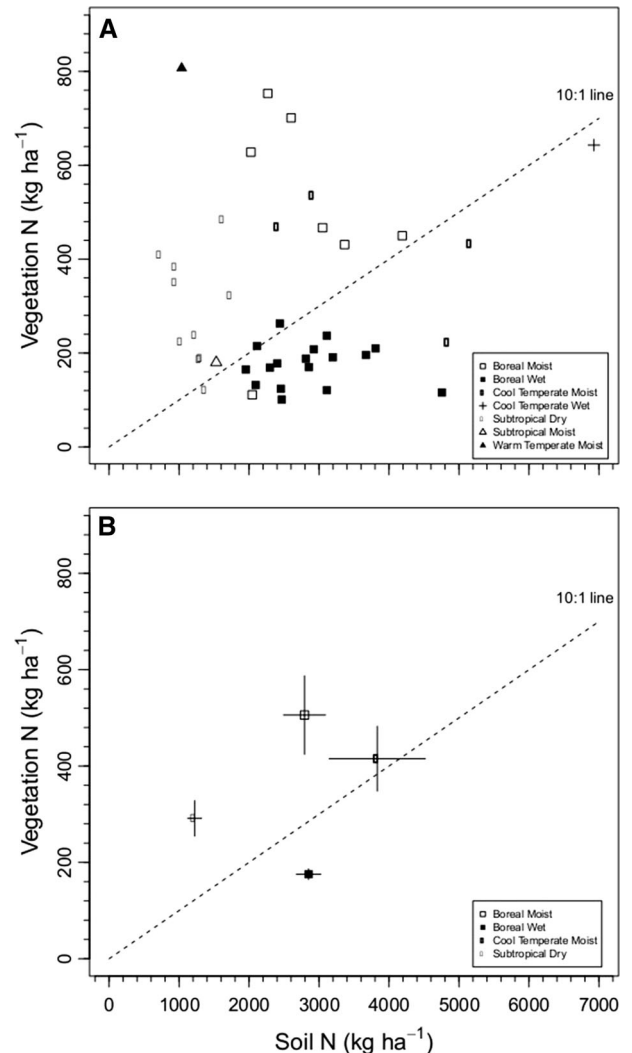 A
Vegetation N (kg ha⁻¹)
800
600
400
200
0
10:1 line
Boreal Moist
Boreal Wet
Cool Temperate Moist
Cool Temperate Wet
Subtropical Dry
Subtropical Moist
Warm Temperate Moist
B
Vegetation N (kg ha⁻¹)
800
600
400
200
0
10:1 line
Boreal Moist
Boreal Wet
Cool Temperate Moist
Subtropical Dry
0 1000 2000 3000 4000 5000 6000 7000
Soil N (kg ha⁻¹)